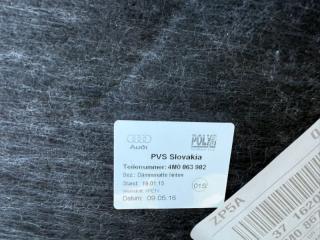 Audi
POLY
PVS Slovakia
Teilenummer: 4M0 863 982
Bez.: Dämmmatte hinten
Stand: 19.01.15
015
Datum: 09.05.16
ZP5A